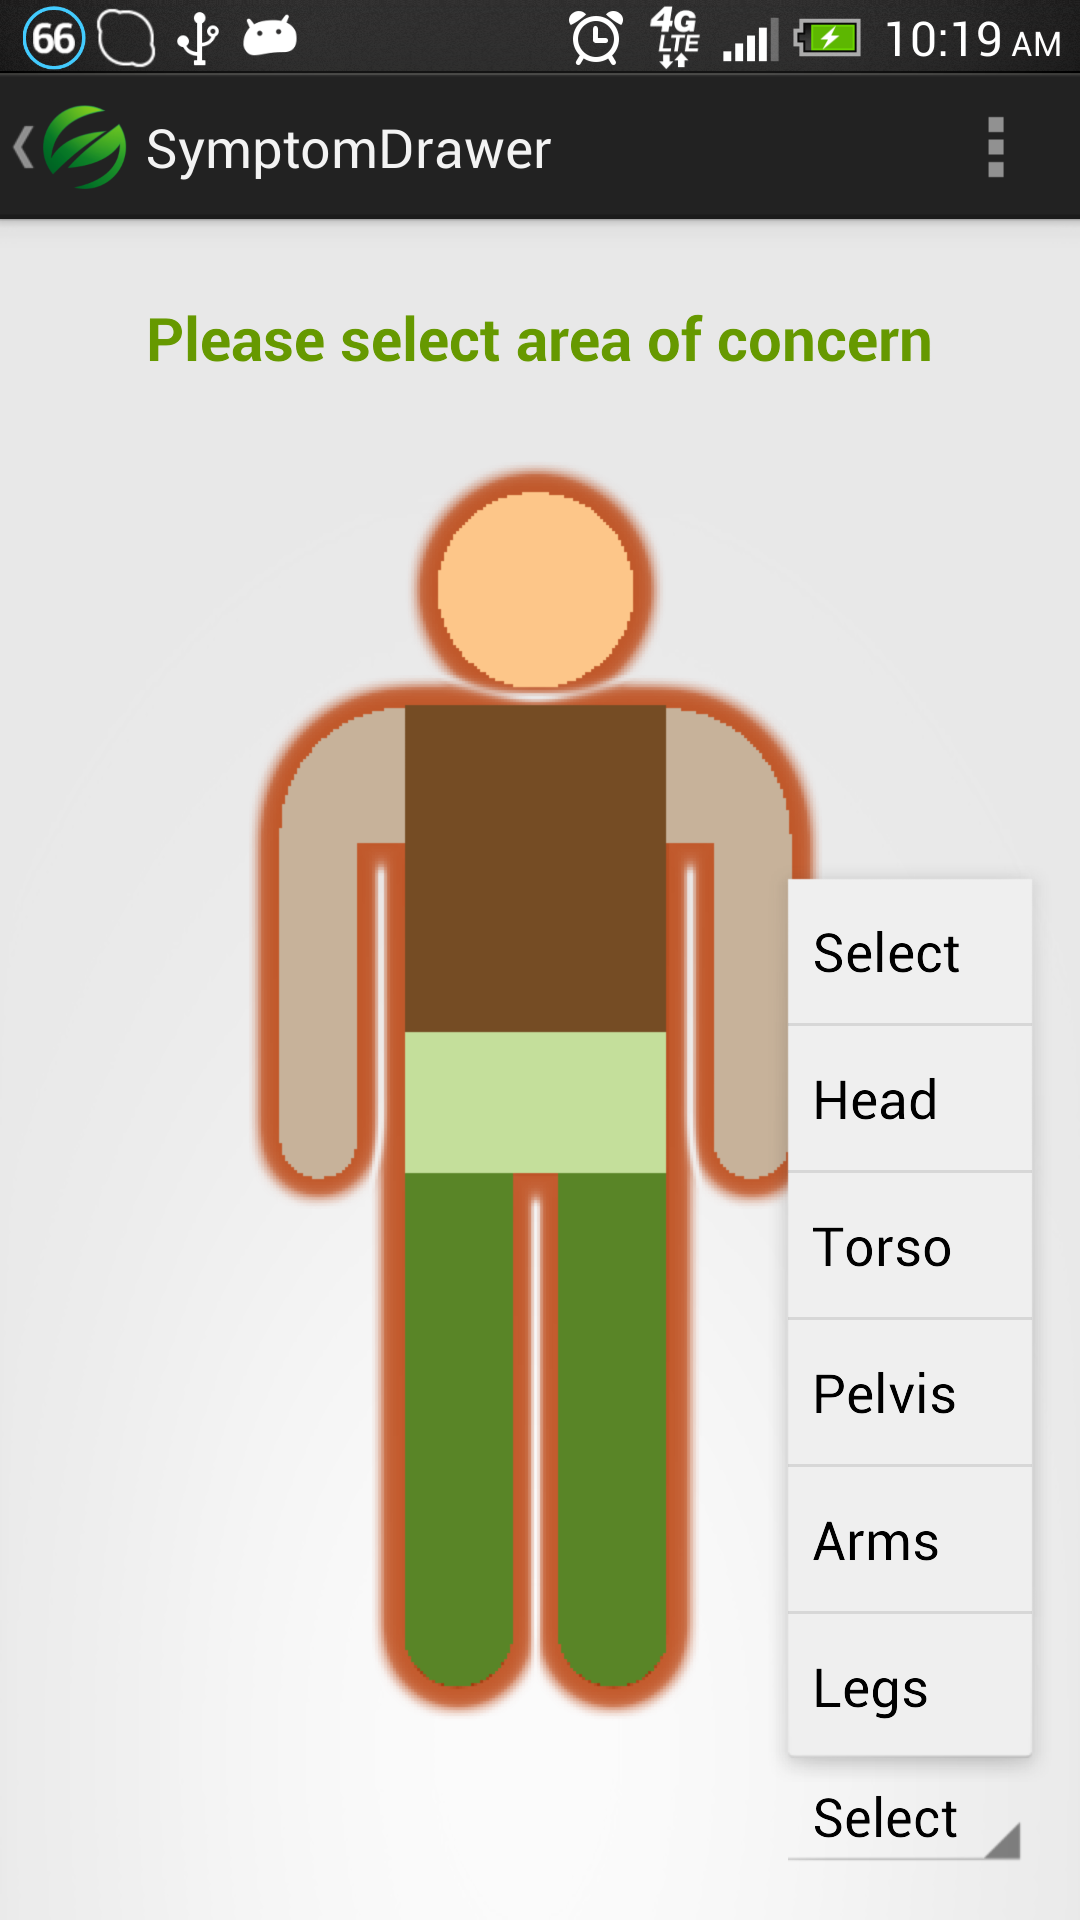 66 4G LTE 10:19 AM
SymptomDrawer
Please select area of concern
Select
Head
Torso
Pelvis
Arms
Legs
Select